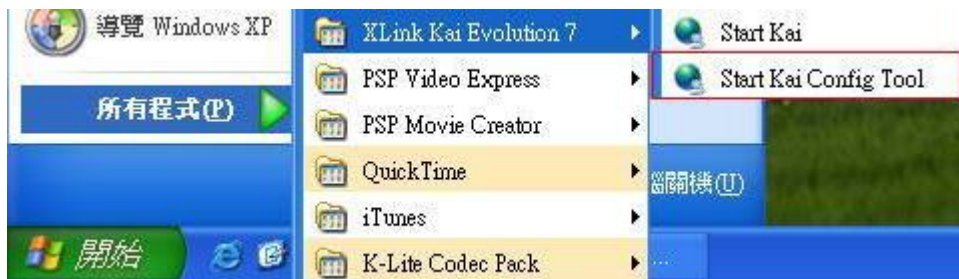 導覽 Windows XP
所有程式(P)
開始
XLink Kai Evolution 7
PSP Video Express
PSP Movie Creator
QuickTime
iTunes
K-Lite Codec Pack
Start Kai
Start Kai Config Tool
關機(U)
...